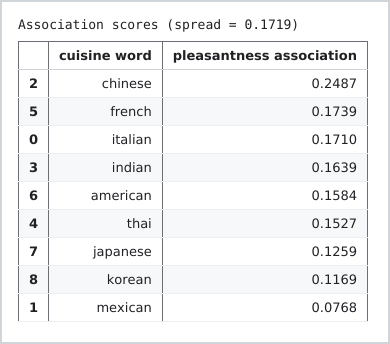 Association scores (spread = 0.1719)
cuisine word pleasantness association
2 chinese 0.2487
5 french 0.1739
0 italian 0.1710
3 indian 0.1639
6 american 0.1584
4 thai 0.1527
7 japanese 0.1259
8 korean 0.1169
1 mexican 0.0768